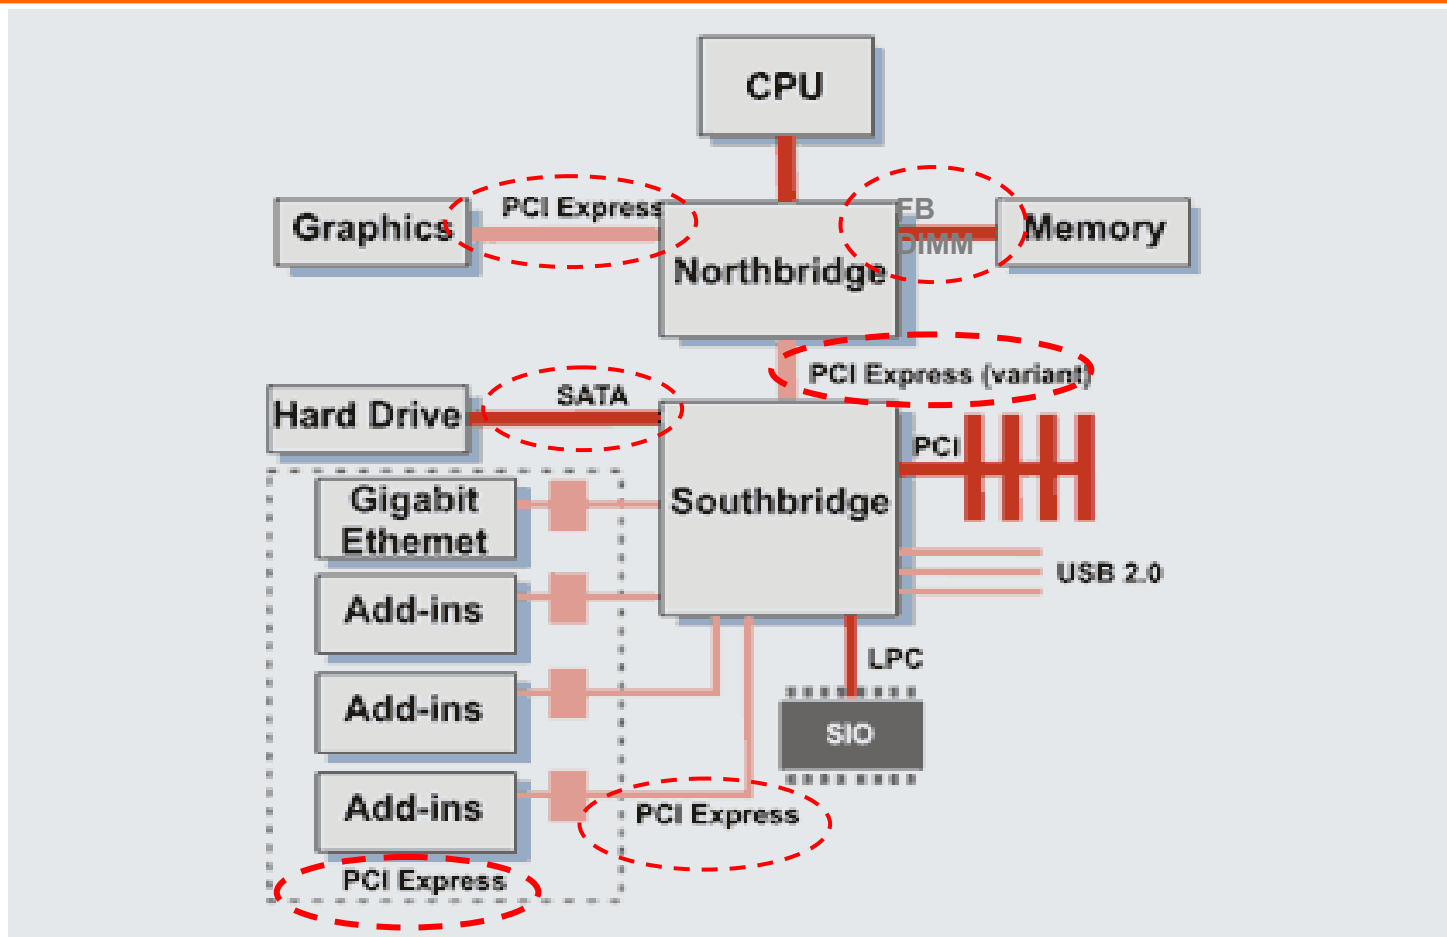 CPU
PCI Express
Graphics
FB
DIMM
Memory
Northbridge
PCI Express (variant)
SATA
Hard Drive
PCI
Southbridge
Gigabit
Ethemet
USB 2.0
Add-ins
LPC
Add-ins
SIO
Add-ins
PCI Express
PCI Express